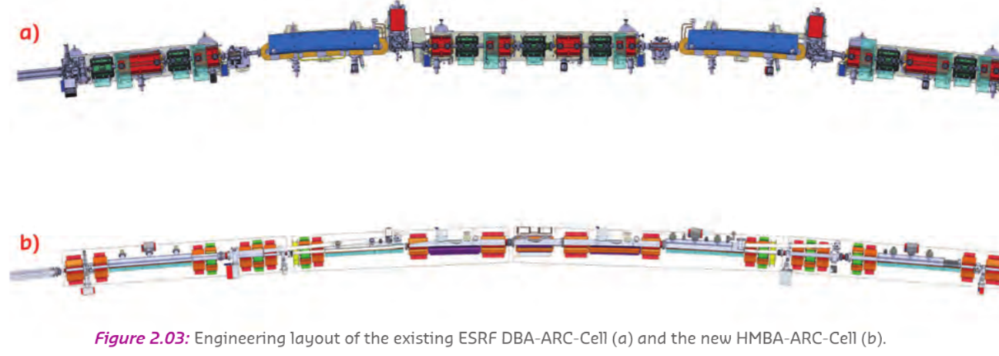 a)
b)
Figure 2.03: Engineering layout of the existing ESRF DBA-ARC-Cell (a) and the new HMBA-ARC-Cell (b).